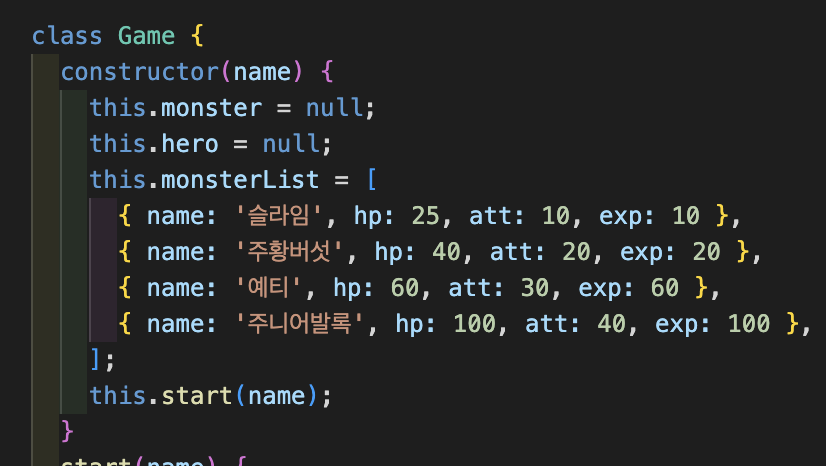 class Game {
constructor(name) {
this.monster = null;
this.hero = null;
this.monsterList = [
{ name: '슬라임', hp: 25, att: 10, exp: 10 },
{ name: '주황버섯', hp: 40, att: 20, exp: 20 },
{ name: '예티', hp: 60, att: 30, exp: 60 },
{ name: '주니어발록', hp: 100, att: 40, exp: 100 },
];
this.start(name);
}
start(name) {